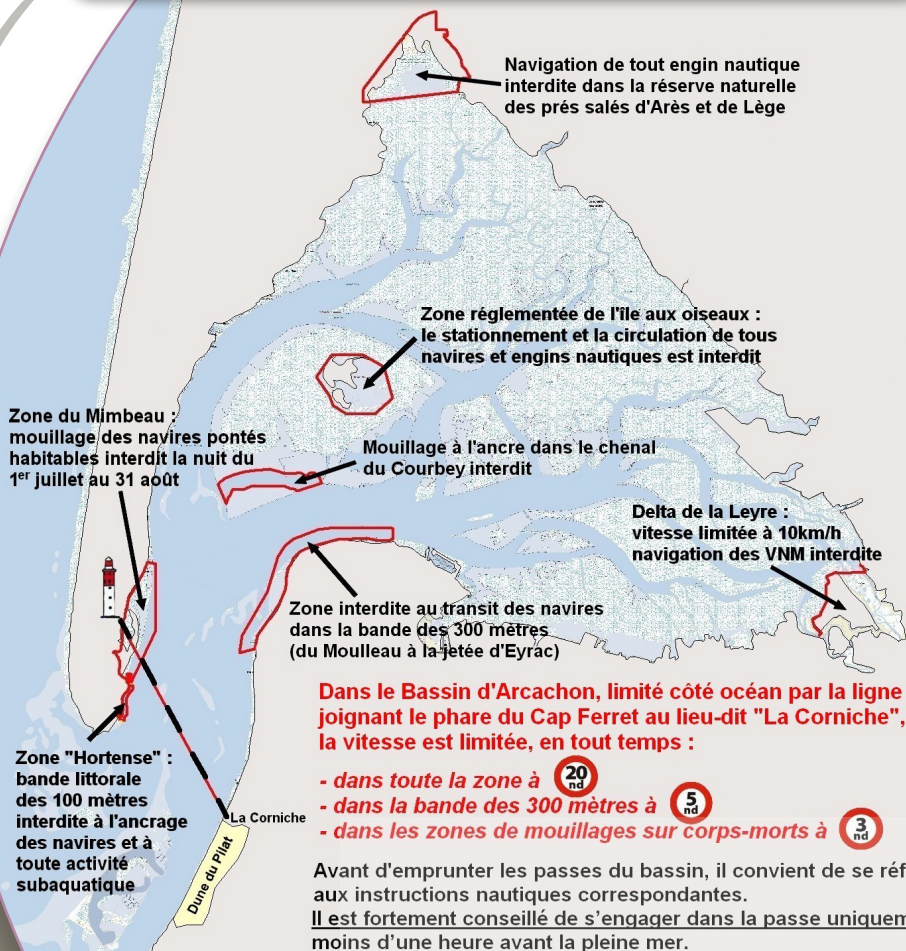 Navigation de tout engin nautique
interdite dans la réserve naturelle
des prés salés d'Arès et de Lège
Zone réglementée de l'île aux oiseaux :
le stationnement et la circulation de tous
navires et engins nautiques est interdit
Zone du Mimbeau :
mouillage des navires pontés
habitables interdit la nuit du
1er juillet au 31 août
Mouillage à l'ancre dans le chenal
du Courbey interdit
Delta de la Leyre :
vitesse limitée à 10km/h
navigation des VNM interdite
Zone interdite au transit des navires
dans la bande des 300 mètres
(du Moulleau à la jetée d'Eyrac)
Dans le Bassin d'Arcachon, limité côté océan par la ligne
joignant le phare du Cap Ferret au lieu-dit "La Corniche",
la vitesse est limitée, en tout temps :
- dans toute la zone à 20 nd
- dans la bande des 300 mètres à 5 nd
- dans les zones de mouillages sur corps-morts à 3 nd
Zone "Hortense" :
bande littorale
des 100 mètres
interdite à l'ancrage
des navires et à
toute activité
subaquatique
La Corniche
Dune du Pilat
Avant d'emprunter les passes du bassin, il convient de se
aux instructions nautiques correspondantes.
Il est fortement conseillé de s'engager dans la passe
moins d'une heure avant la pleine mer.